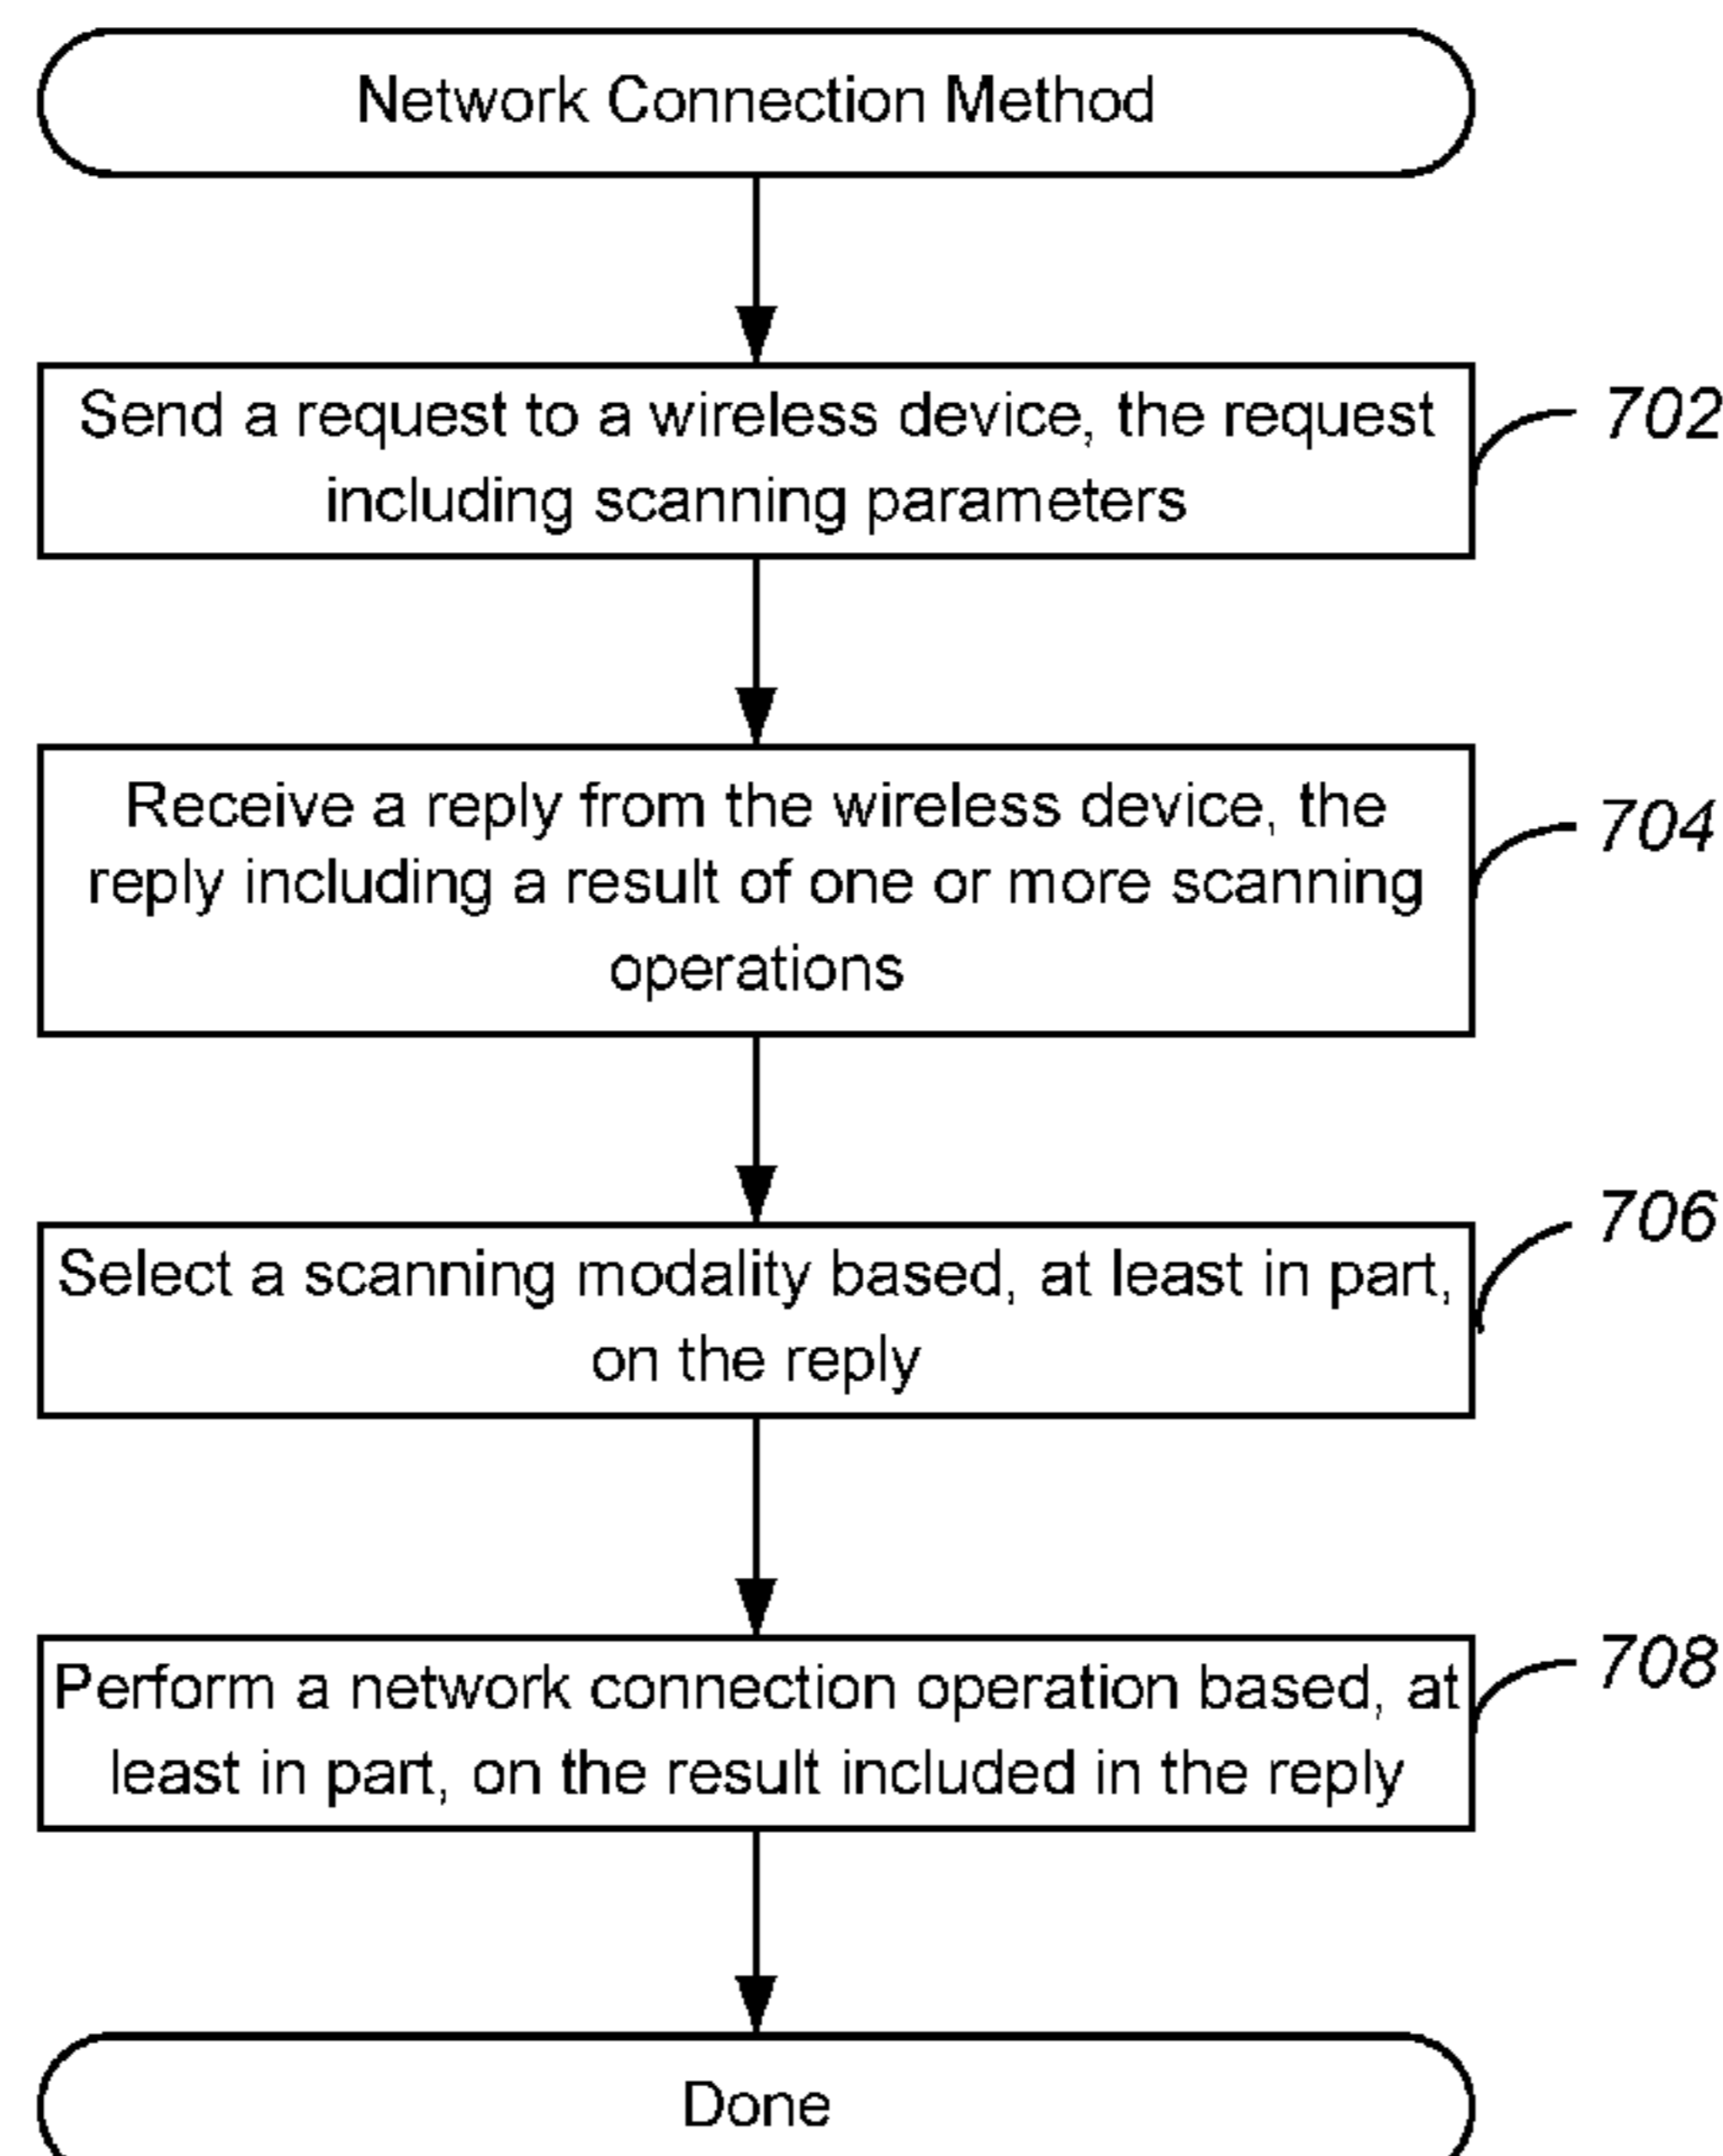 Network Connection Method
Send a request to a wireless device, the request
including scanning parameters
702
Receive a reply from the wireless device, the
reply including a result of one or more scanning
operations
704
Select a scanning modality based, at least in part,
on the reply
706
Perform a network connection operation based, at
least in part, on the result included in the reply
708
Done